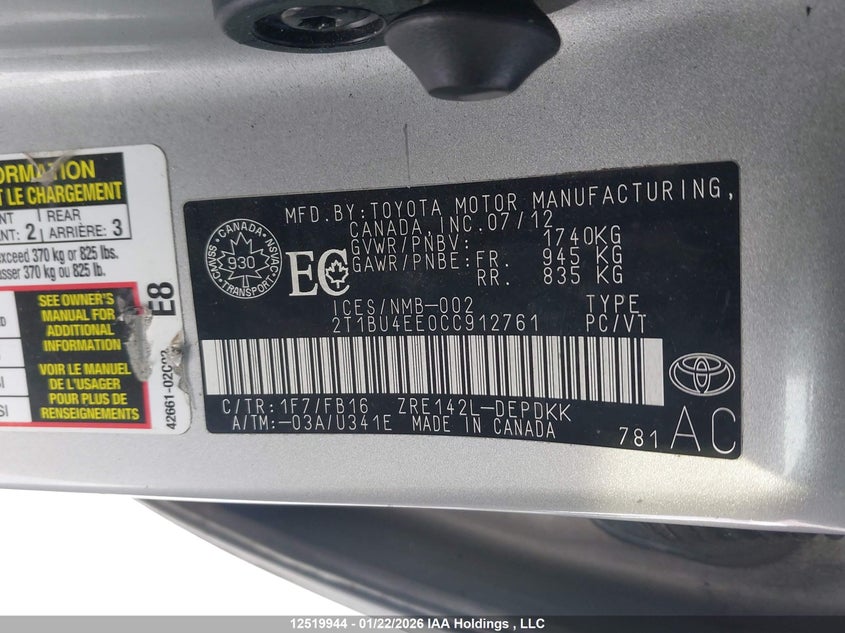 ORMATION
T LE CHARGEMENT
NT | REAR
NT: 2 | ARRIÈRE: 3
exceed 370 kg or 825 lbs.
asser 370 kg ou 825 lb.
SEE OWNER'S
MANUAL FOR
ADDITIONAL
INFORMATION
VOIR LE MANUEL
DE L'USAGER
POUR PLUS DE
RENSEIGNEMENTS
E8
MFD.BY:TOYOTA MOTOR MANUFACTURING,
CANADA, INC.07/12
GVWR/PNBV: 1740KG
GAWR/PNBE:FR. 945 KG
RR. 835 KG
CANADA
CMVSS NSVAC
930
TRANSPORT
EC
ICES/NMB-002 TYPE
2T1BU4EE0CC912761 PC/VT
C/TR:1F7/FB16 ZRE142L-DEPDKK
A/TM:-03A/U341E MADE IN CANADA
781 AC
12519944 - 01/22/2026 IAA Holdings , LLC